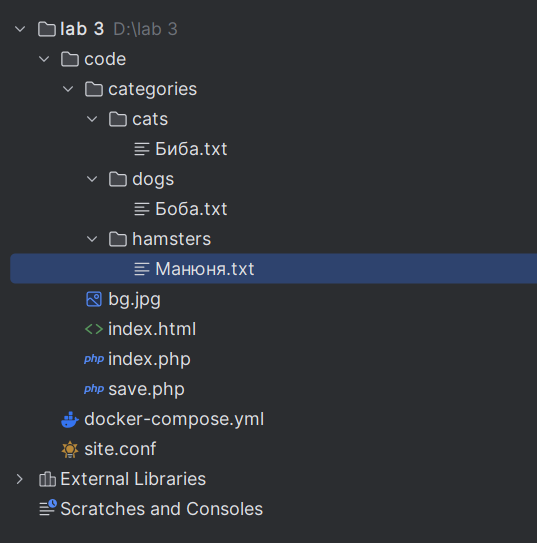 lab 3 D:\lab 3
code
categories
cats
Биба.txt
dogs
Боба.txt
hamsters
Манюня.txt
bg.jpg
<> index.html
php index.php
php save.php
docker-compose.yml
site.conf
External Libraries
Scratches and Consoles